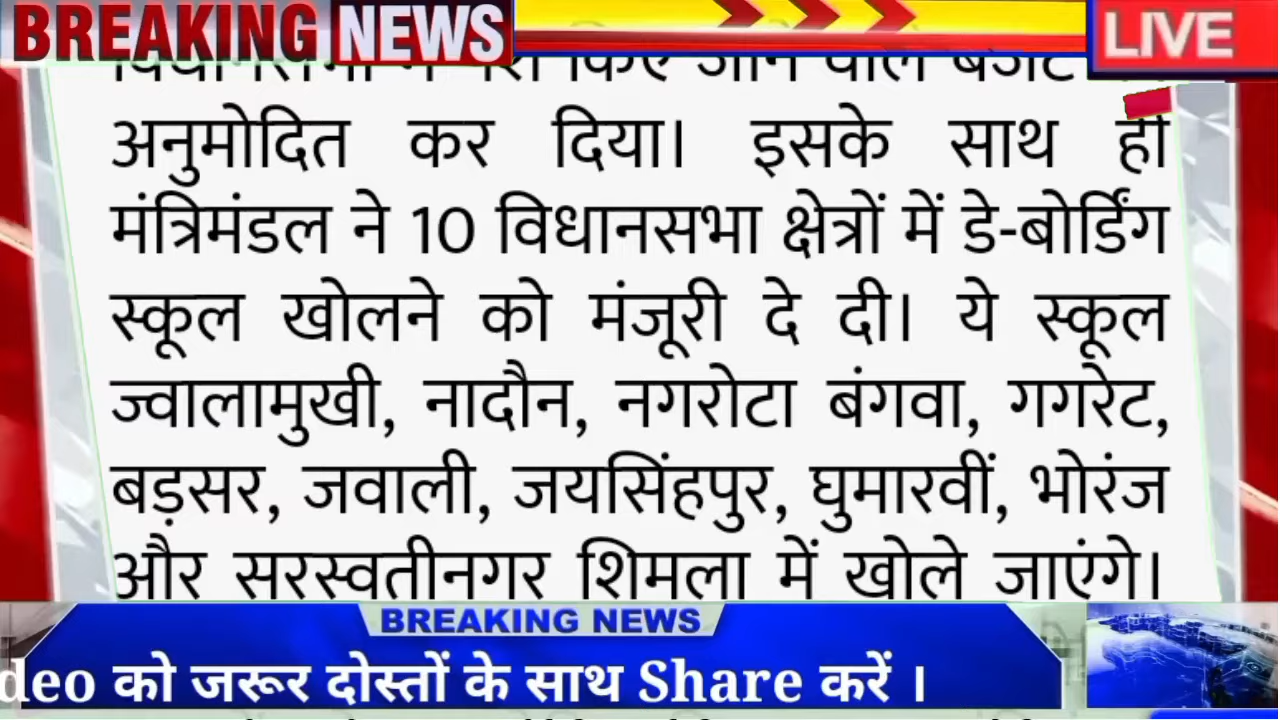 BREAKING NEWS
LIVE
अनुमोदित कर दिया। इसके साथ ही
मंत्रिमंडल ने 10 विधानसभा क्षेत्रों में डे-बोर्डिंग
स्कूल खोलने को मंजूरी दे दी। ये स्कूल
ज्वालामुखी, नादौन, नगरोटा बंगवा, गगरेट,
बड़सर, जवाली, जयसिंहपुर, घुमारवीं, भोरंज
और सरस्वतीनगर शिमला में खोले जाएंगे।
BREAKING NEWS
deo को जरूर दोस्तों के साथ Share करें ।